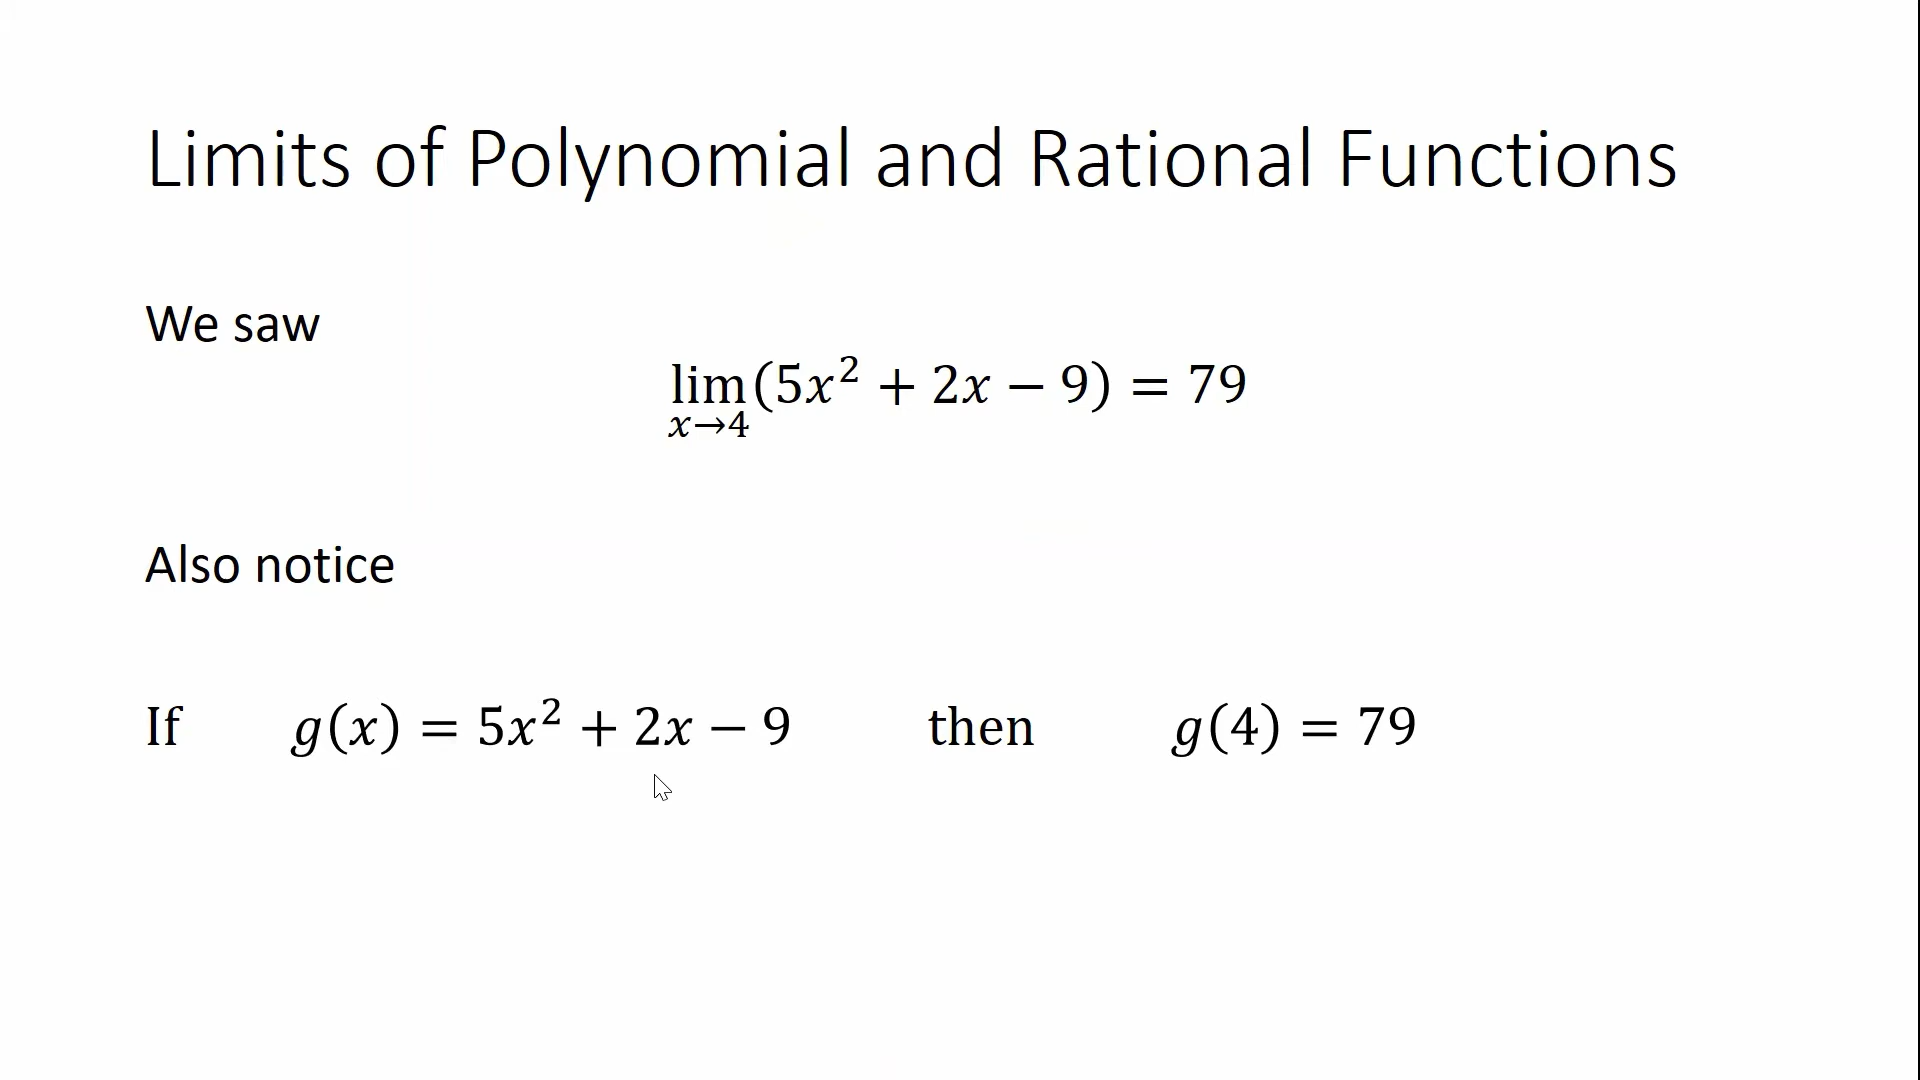 Limits of Polynomial and Rational Functions
We saw
lim(5x² + 2x − 9) = 79
x→4
Also notice
If g(x) = 5x² + 2x − 9 then g(4) = 79